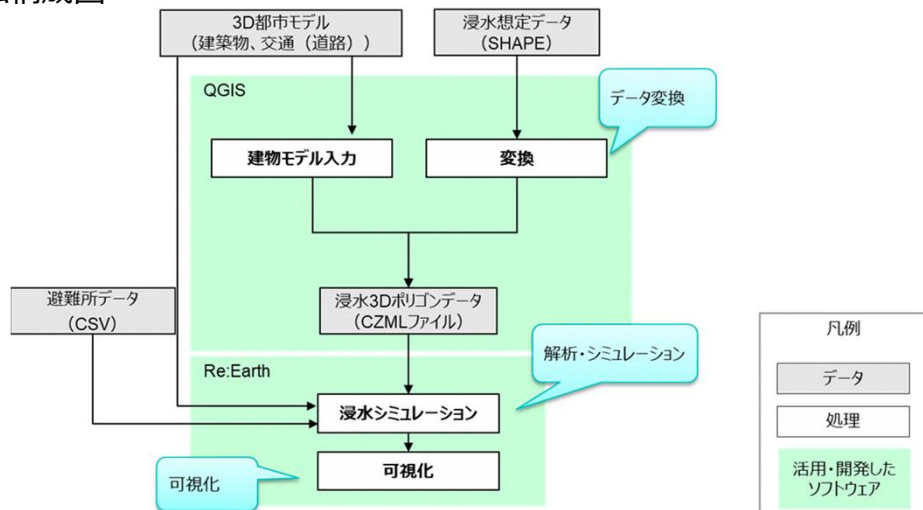 構成図
3D都市モデル
（建築物、交通（道路））
浸水想定データ
（SHAPE）
QGIS
データ変換
建物モデル入力
変換
避難所データ
（CSV）
浸水3Dポリゴンデータ
（CZMLファイル）
解析・シミュレーション
Re:Earth
浸水シミュレーション
可視化
可視化
凡例
データ
処理
活用・開発した
ソフトウェア